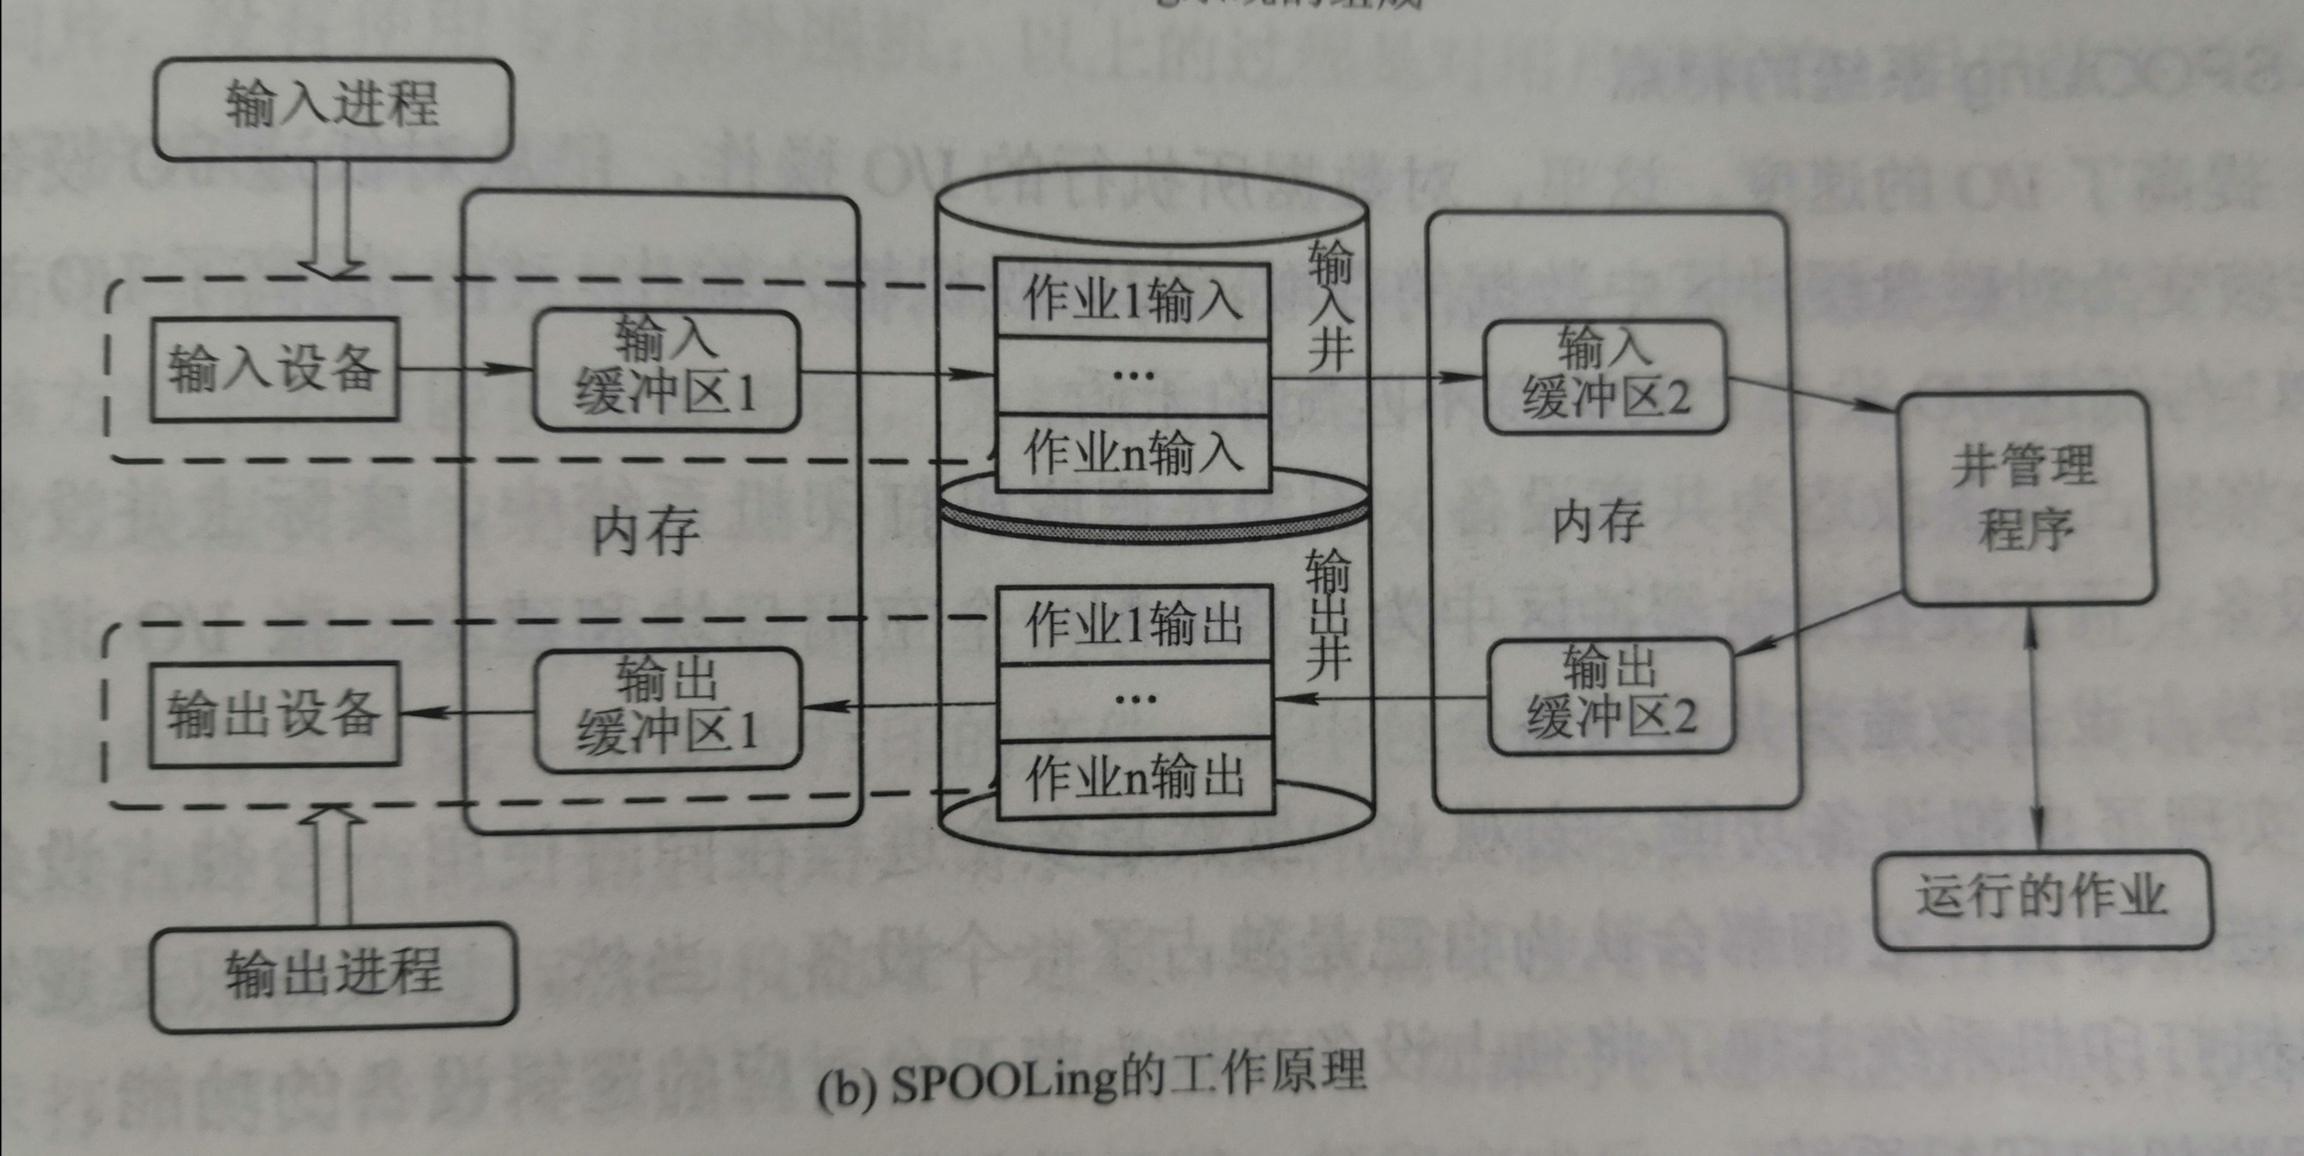 输入进程
输入设备
输入
缓冲区1
内存
作业1输入
...
作业n输入
输入井
输入
缓冲区2
内存
井管理
程序
输出设备
输出
缓冲区1
作业1输出
...
作业n输出
输出井
输出
缓冲区2
运行的作业
输出进程
(b) SPOOLing的工作原理